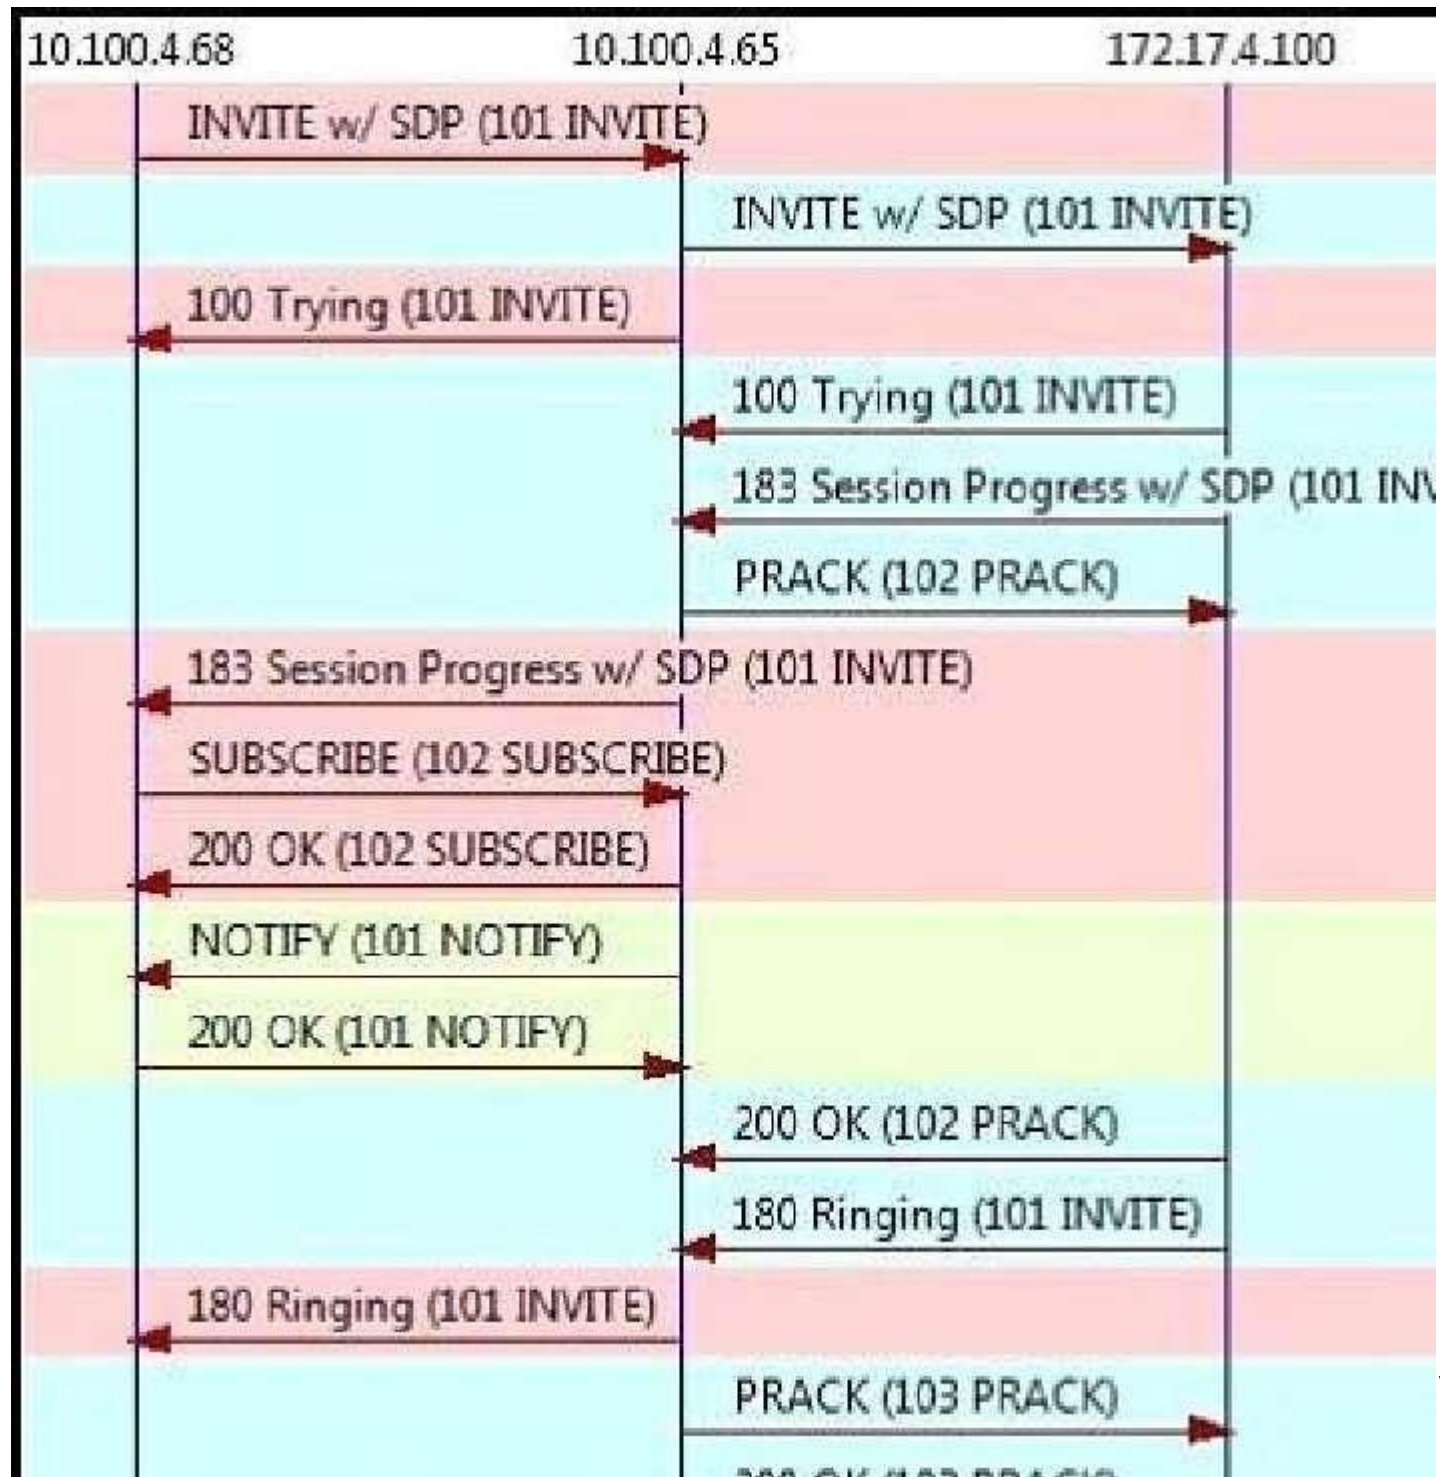 10.100.4.68 10.100.4.65 172.17.4.100
INVITE w/ SDP (101 INVITE)
INVITE w/ SDP (101 INVITE)
100 Trying (101 INVITE)
100 Trying (101 INVITE)
183 Session Progress w/ SDP (101 INV
PRACK (102 PRACK)
183 Session Progress w/ SDP (101 INVITE)
SUBSCRIBE (102 SUBSCRIBE)
200 OK (102 SUBSCRIBE)
NOTIFY (101 NOTIFY)
200 OK (101 NOTIFY)
200 OK (102 PRACK)
180 Ringing (101 INVITE)
180 Ringing (101 INVITE)
PRACK (103 PRACK)